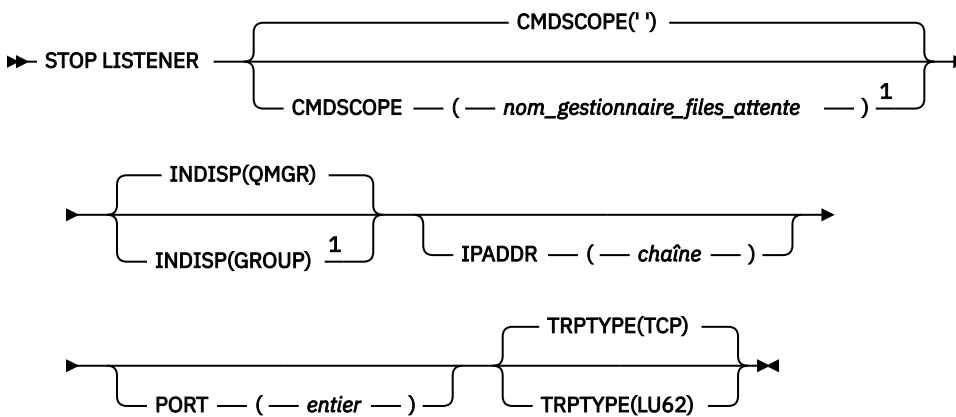 CMDSCOPE(' ')
STOP LISTENER
CMDSCOPE ( nom_gestionnaire_files_attente ) 1
INDISP(QMGR)
INDISP(GROUP) 1
IPADDR ( chaîne )
TRPTYPE(TCP)
PORT ( entier )
TRPTYPE(LU62)